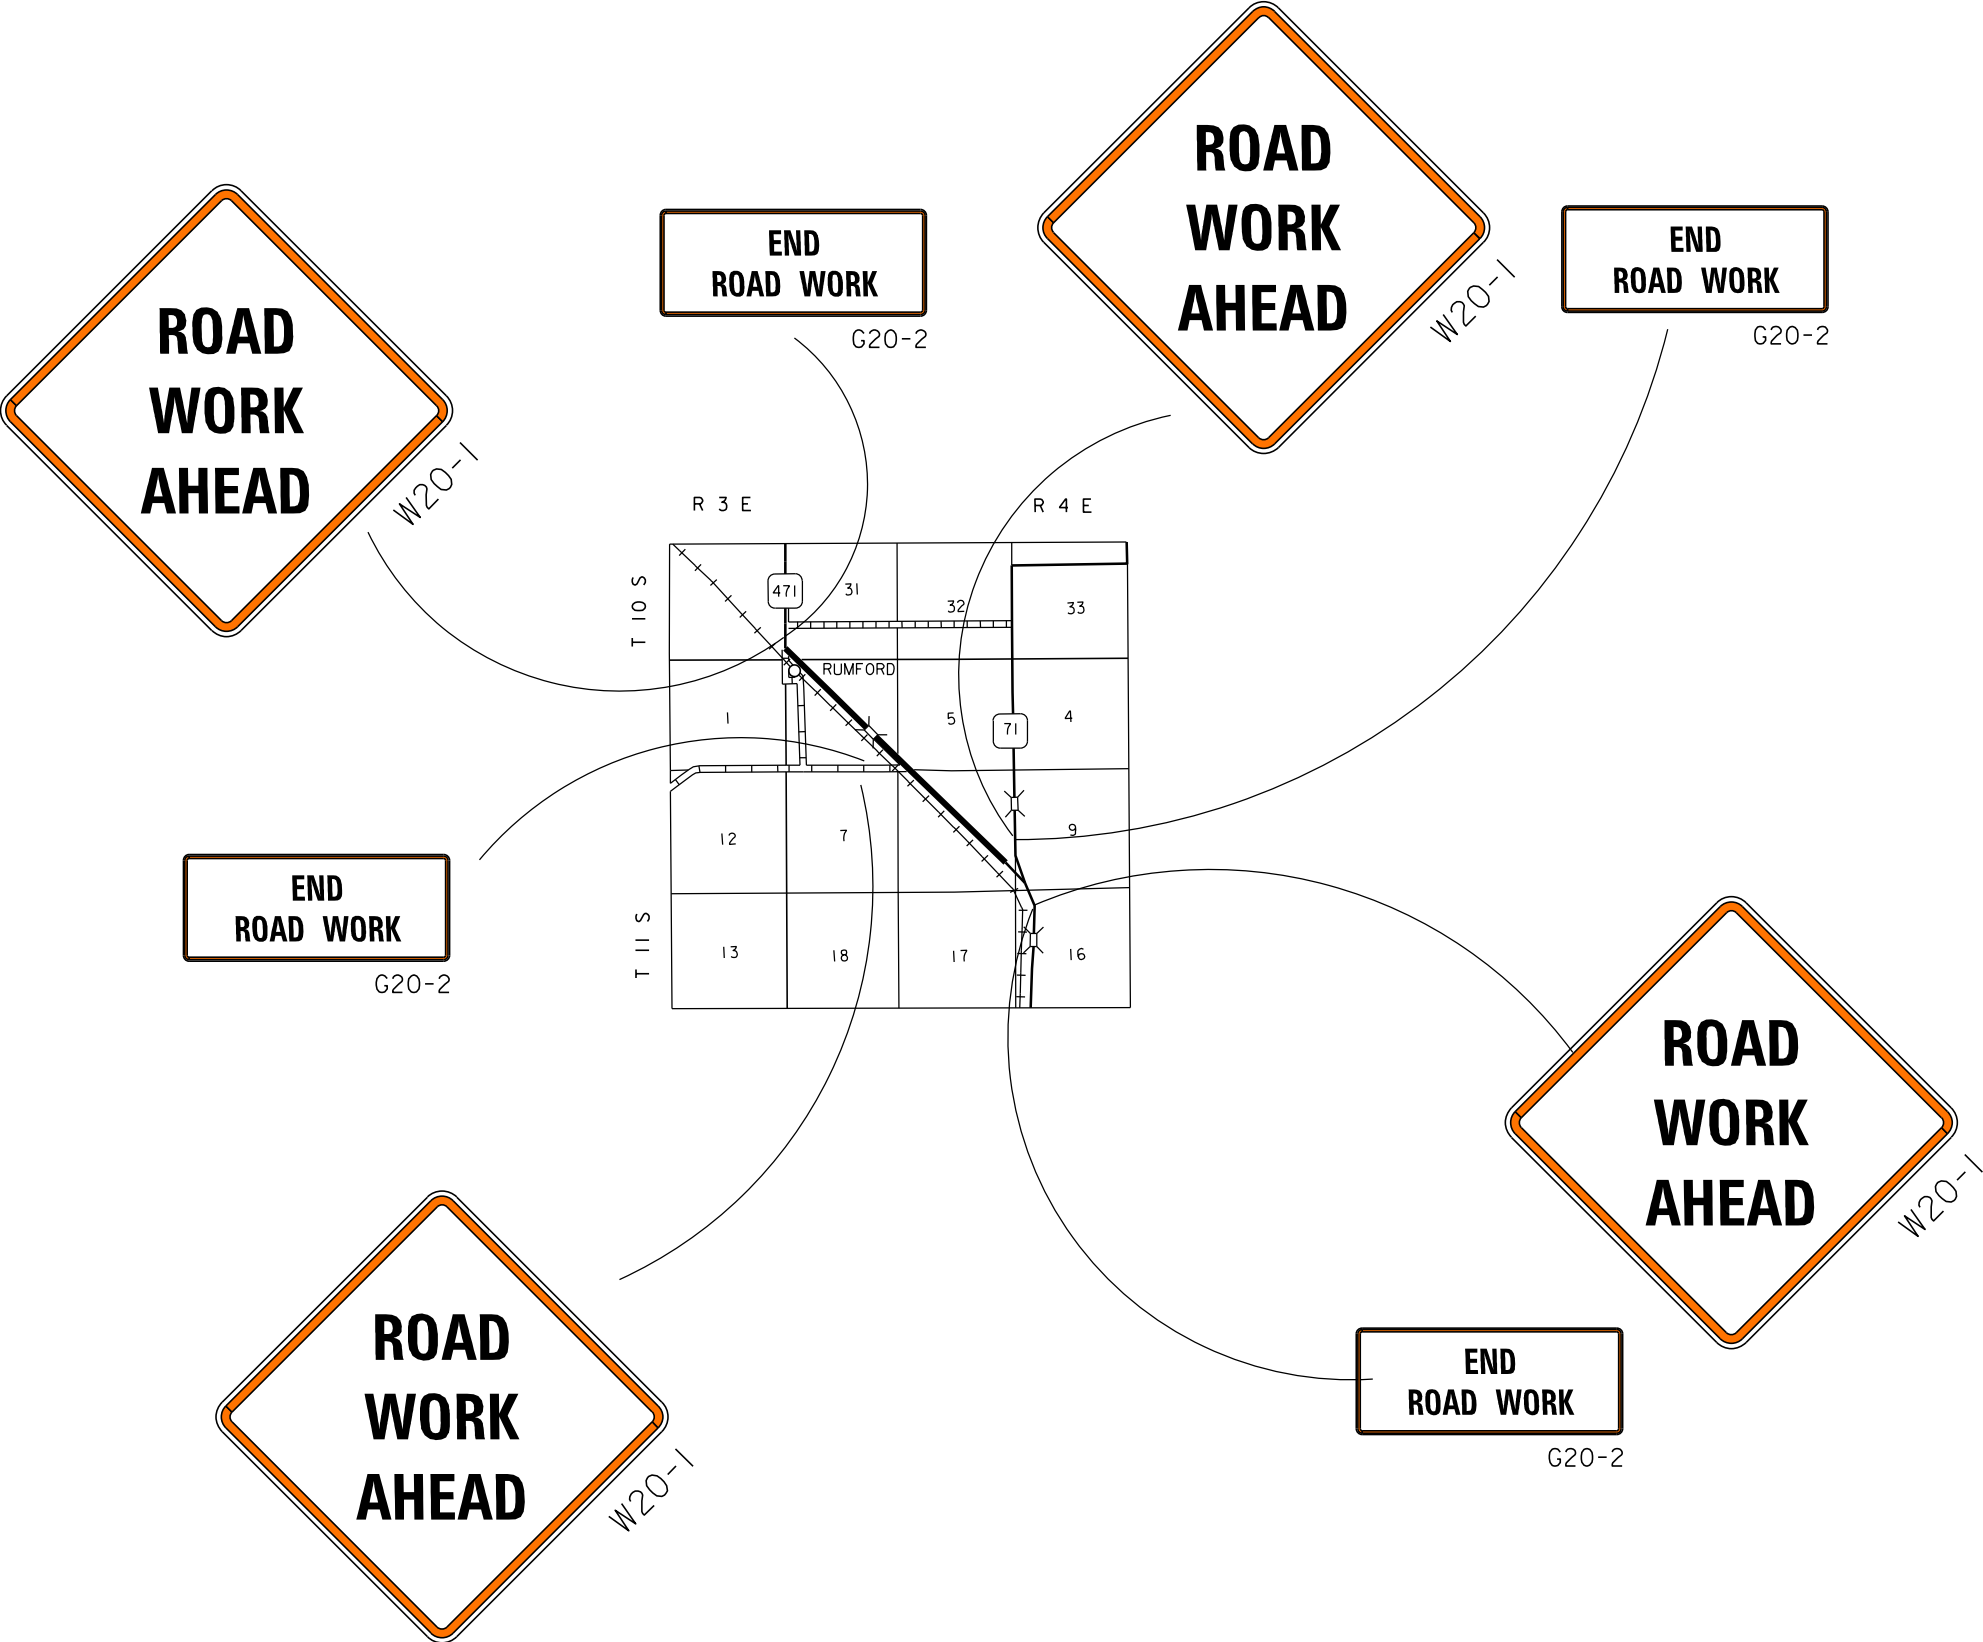 ROAD
WORK
AHEAD
W20-1
END
ROAD WORK
G20-2
ROAD
WORK
AHEAD
W20-1
END
ROAD WORK
G20-2
R 3 E
R 4 E
T 10 S
471
31
32
33
RUMFORD
1
5
71
4
12
7
9
T 11 S
13
18
17
16
END
ROAD WORK
G20-2
ROAD
WORK
AHEAD
W20-1
ROAD
WORK
AHEAD
W20-1
END
ROAD WORK
G20-2